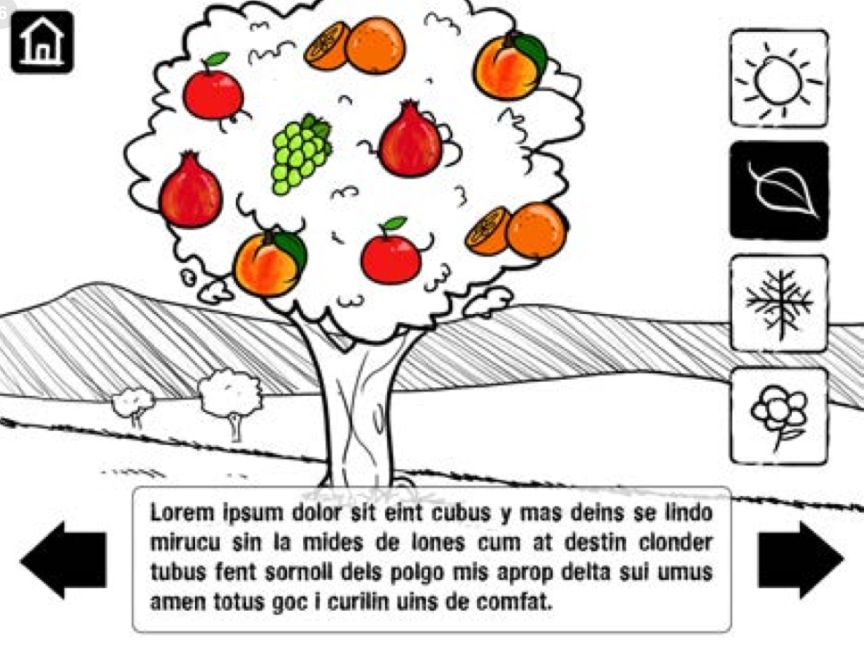 Lorem ipsum dolor sit eint cubus y mas deins se lindo
mirucu sin la mides de lones cum at destin clonder
tubus fent sornoll dels polgo mis aprop delta sui umus
amen totus goc i curilin uins de comfat.